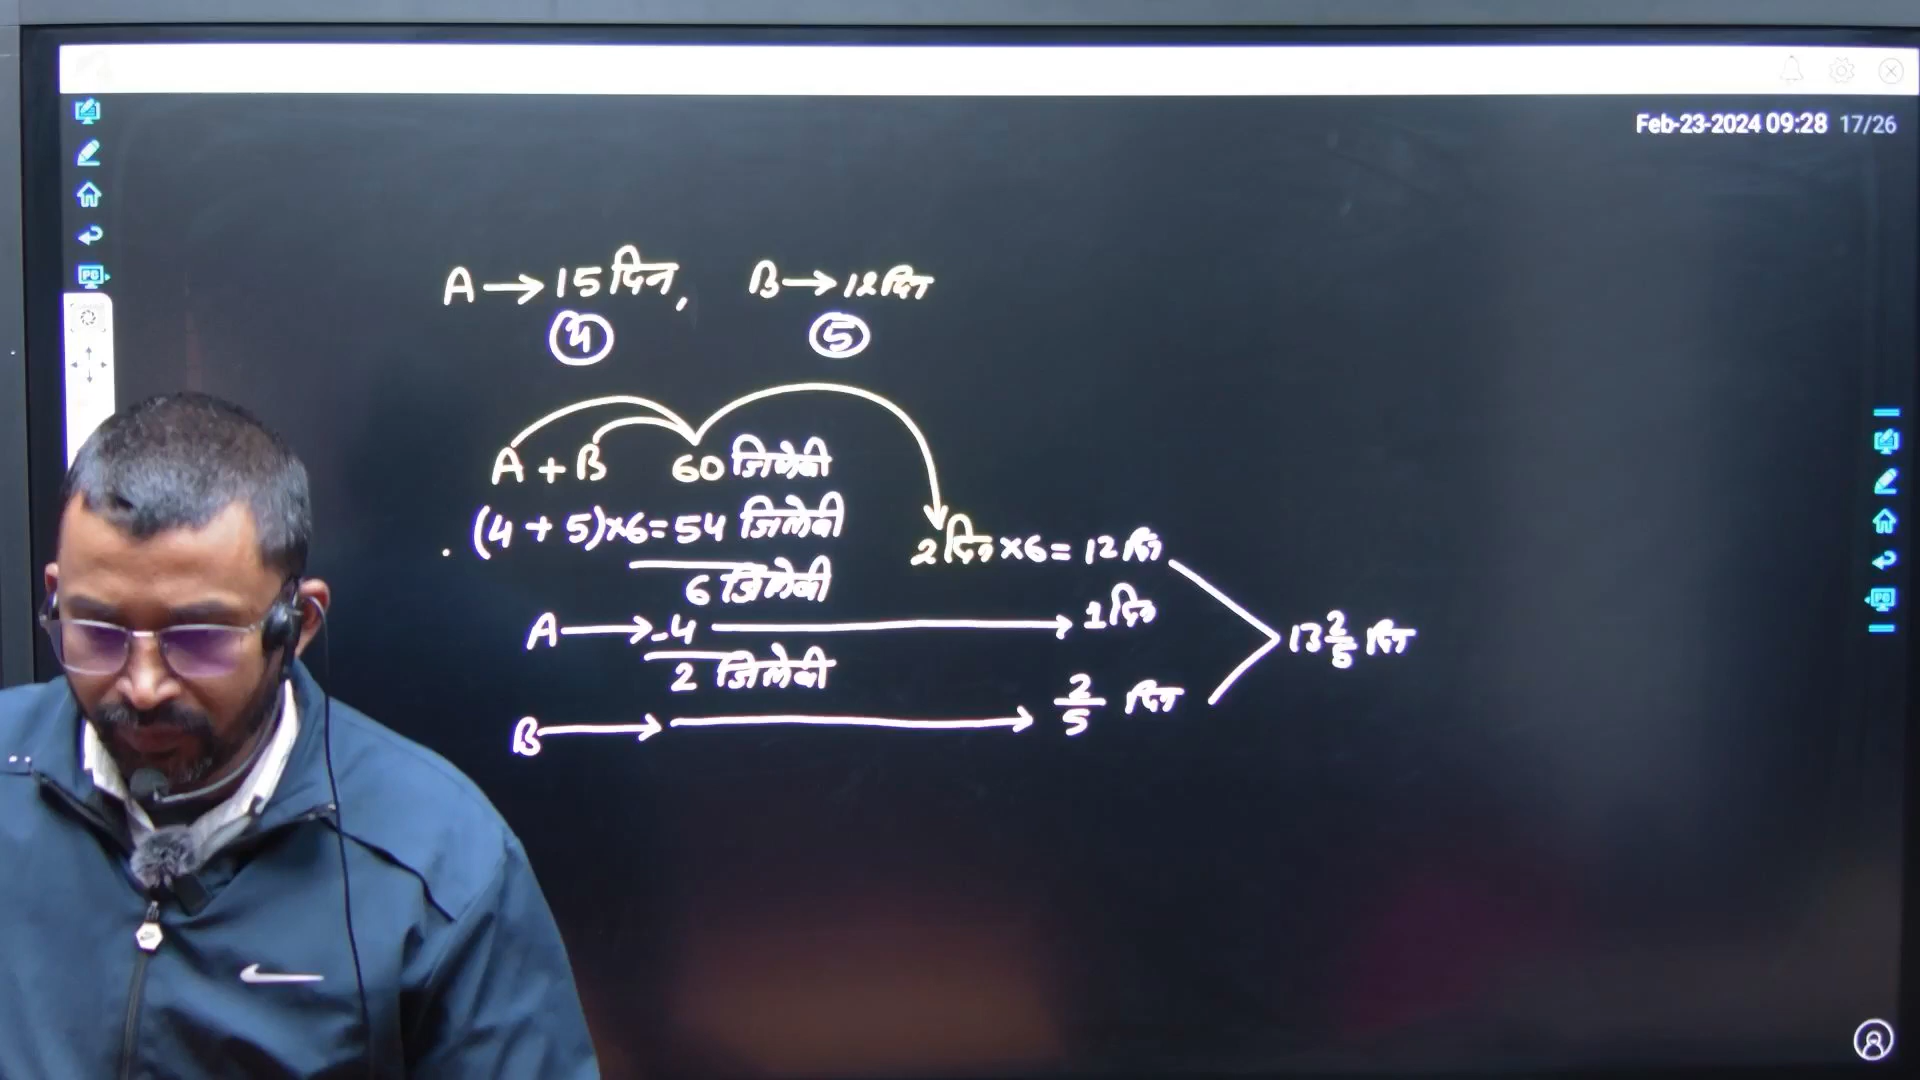 Feb-23-2024 09:28 17/26
A → 15 दिन, B → 12 दिन
4 5
A + B 60 जिलेबी
(4 + 5)×6 = 54 जिलेबी
2 दिन ×6 = 12 दिन
6 जिलेबी
A → -4 → 1 दिन
13 2/5 दिन
2 जिलेबी
B → → 2/5 दिन